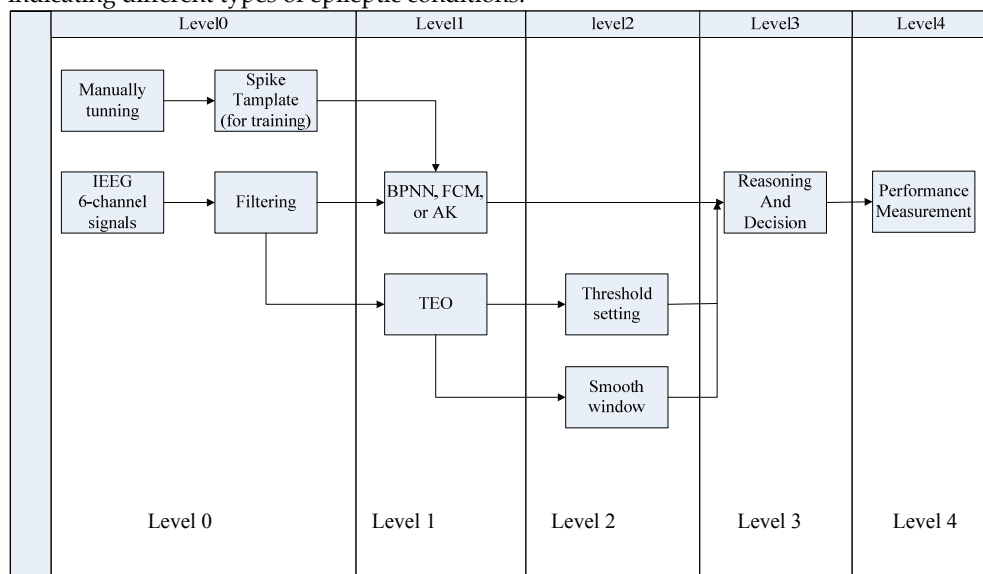 indicating different types of epileptic conditions.
Level0
Level1
level2
Level3
Level4
Manually
tunning
Spike
Tamplate
(for training)
IEEG
6-channel
signals
Filtering
BPNN, FCM,
or AK
Reasoning
And
Decision
Performance
Measurement
TEO
Threshold
setting
Smooth
window
Level 0
Level 1
Level 2
Level 3
Level 4